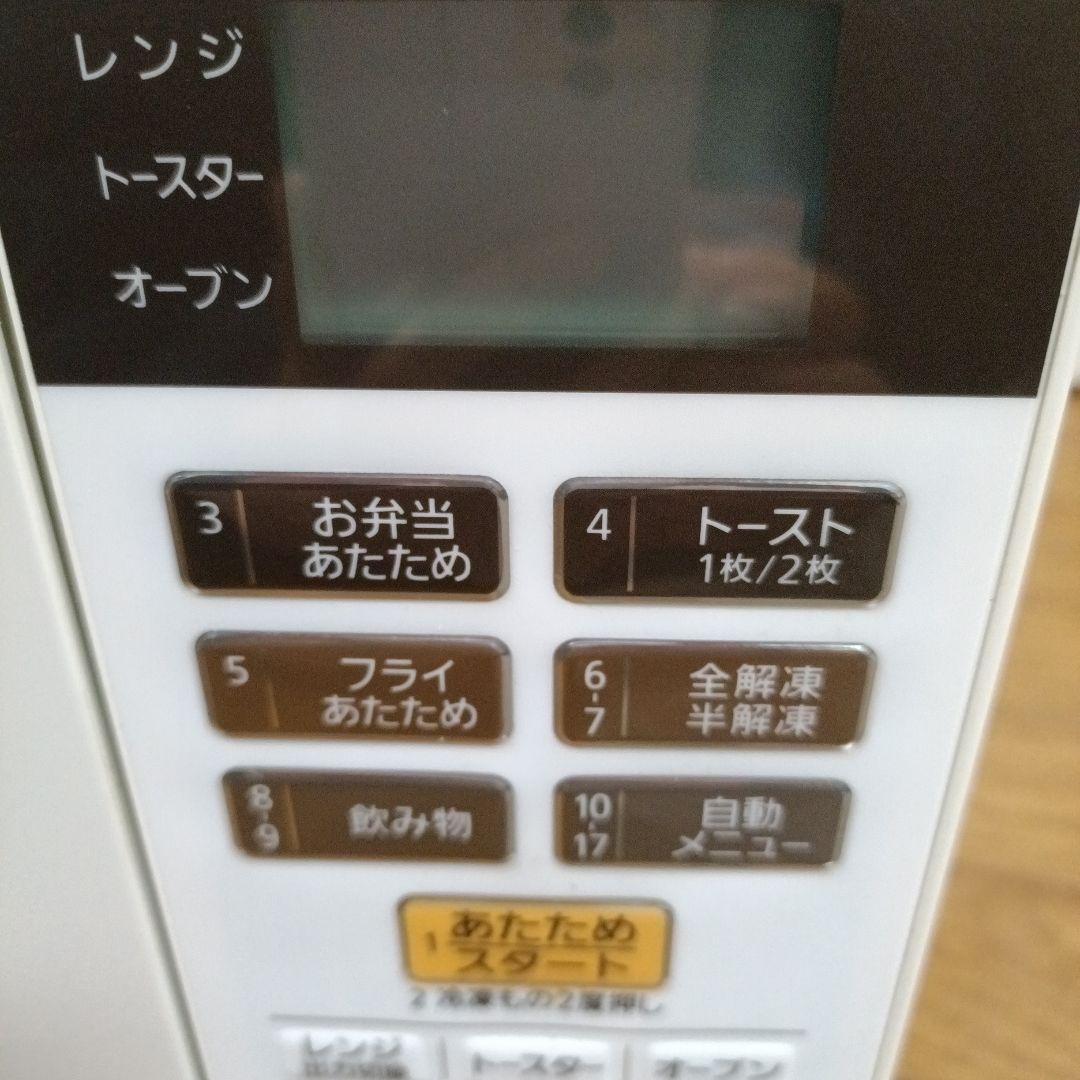 レンジ
トースター
オーブン
3 お弁当
あたため
4 トースト
1枚/2枚
5 フライ
あたため
6-7 全解凍
半解凍
8-9 飲み物
10-17 自動
メニュー
1 あたため
スタート
2 冷凍もの2度押し
レンジ
トースター
オーブン